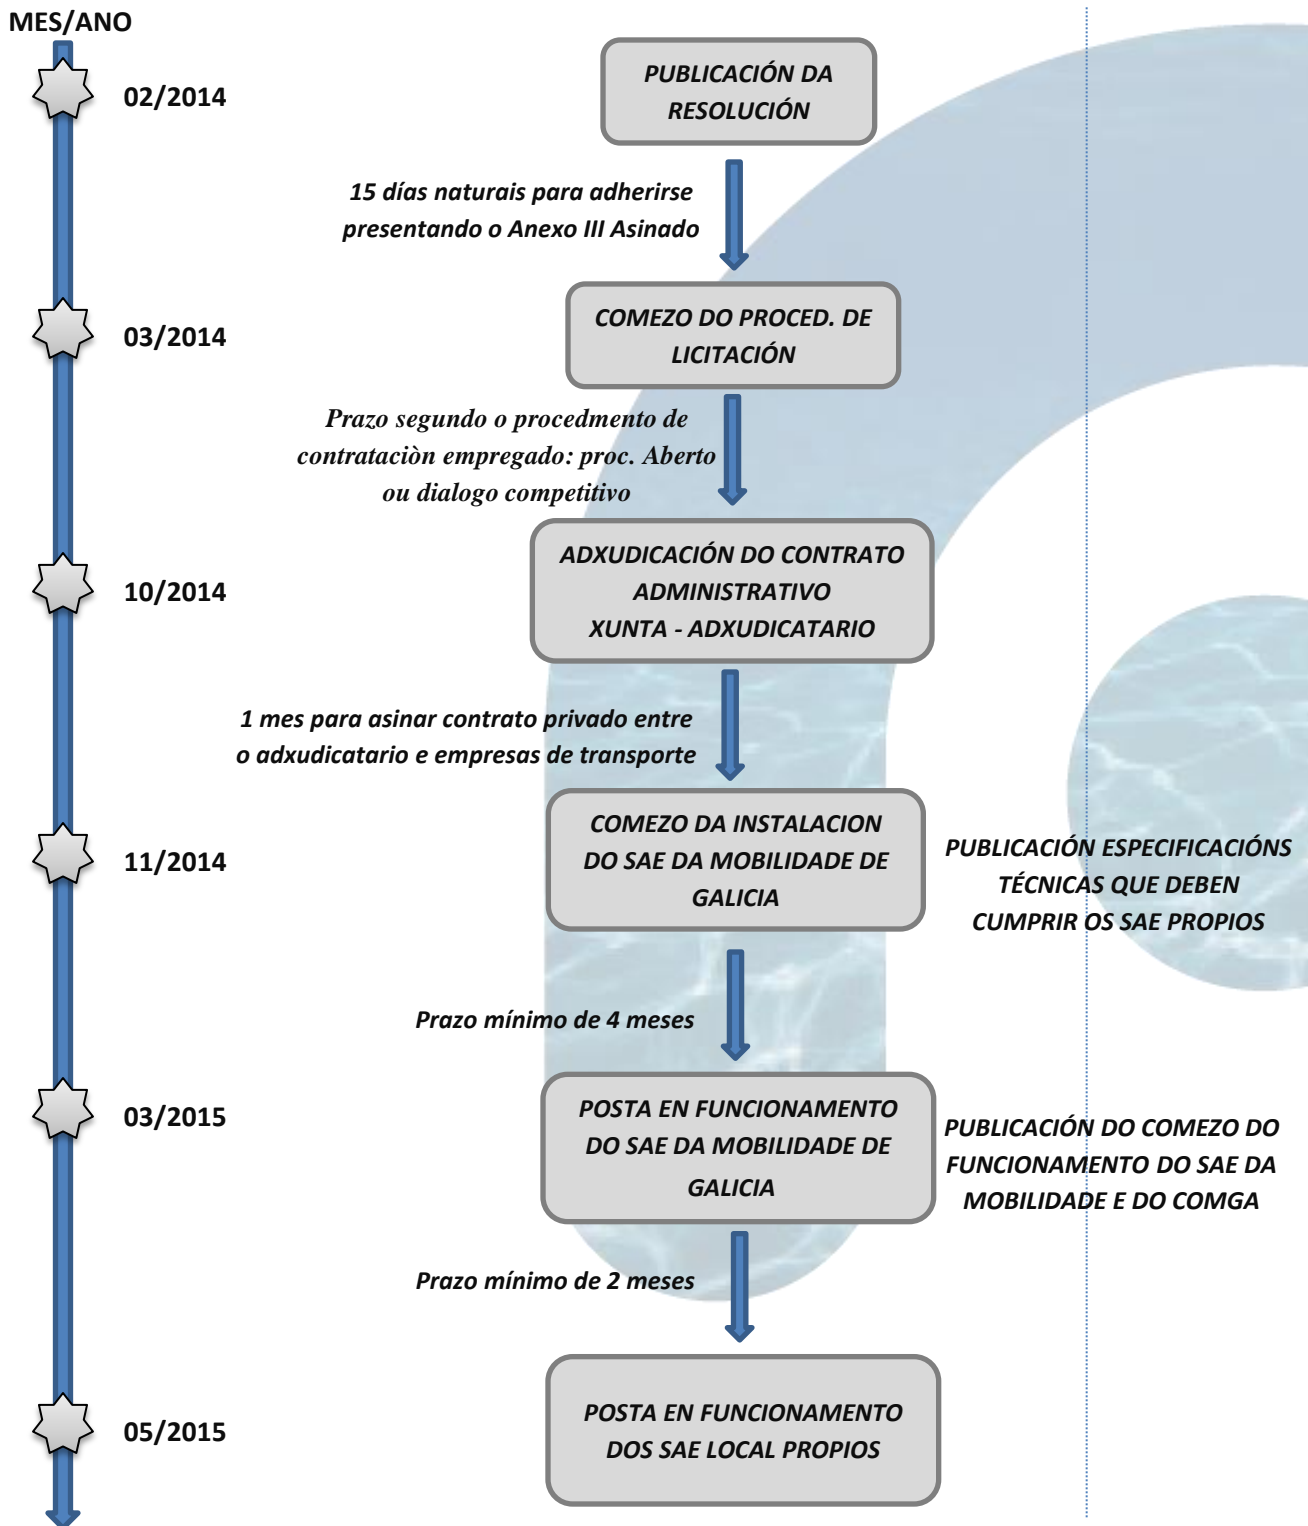 MES/ANO
02/2014
PUBLICACIÓN DA
RESOLUCIÓN
15 días naturais para adherirse
presentando o Anexo III Asinado
03/2014
COMEZO DO PROCED. DE
LICITACIÓN
Prazo segundo o procedmento de
contrataciòn empregado: proc. Aberto
ou dialogo competitivo
10/2014
ADXUDICACIÓN DO CONTRATO
ADMINISTRATIVO
XUNTA - ADXUDICATARIO
1 mes para asinar contrato privado entre
o adxudicatario e empresas de transporte
11/2014
COMEZO DA INSTALACION
DO SAE DA MOBILIDADE DE
GALICIA
PUBLICACIÓN ESPECIFICACIÓNS
TÉCNICAS QUE DEBEN
CUMPRIR OS SAE PROPIOS
Prazo mínimo de 4 meses
03/2015
POSTA EN FUNCIONAMENTO
DO SAE DA MOBILIDADE DE
GALICIA
PUBLICACIÓN DO COMEZO DO
FUNCIONAMENTO DO SAE DA
MOBILIDADE E DO COMGA
Prazo mínimo de 2 meses
05/2015
POSTA EN FUNCIONAMENTO
DOS SAE LOCAL PROPIOS